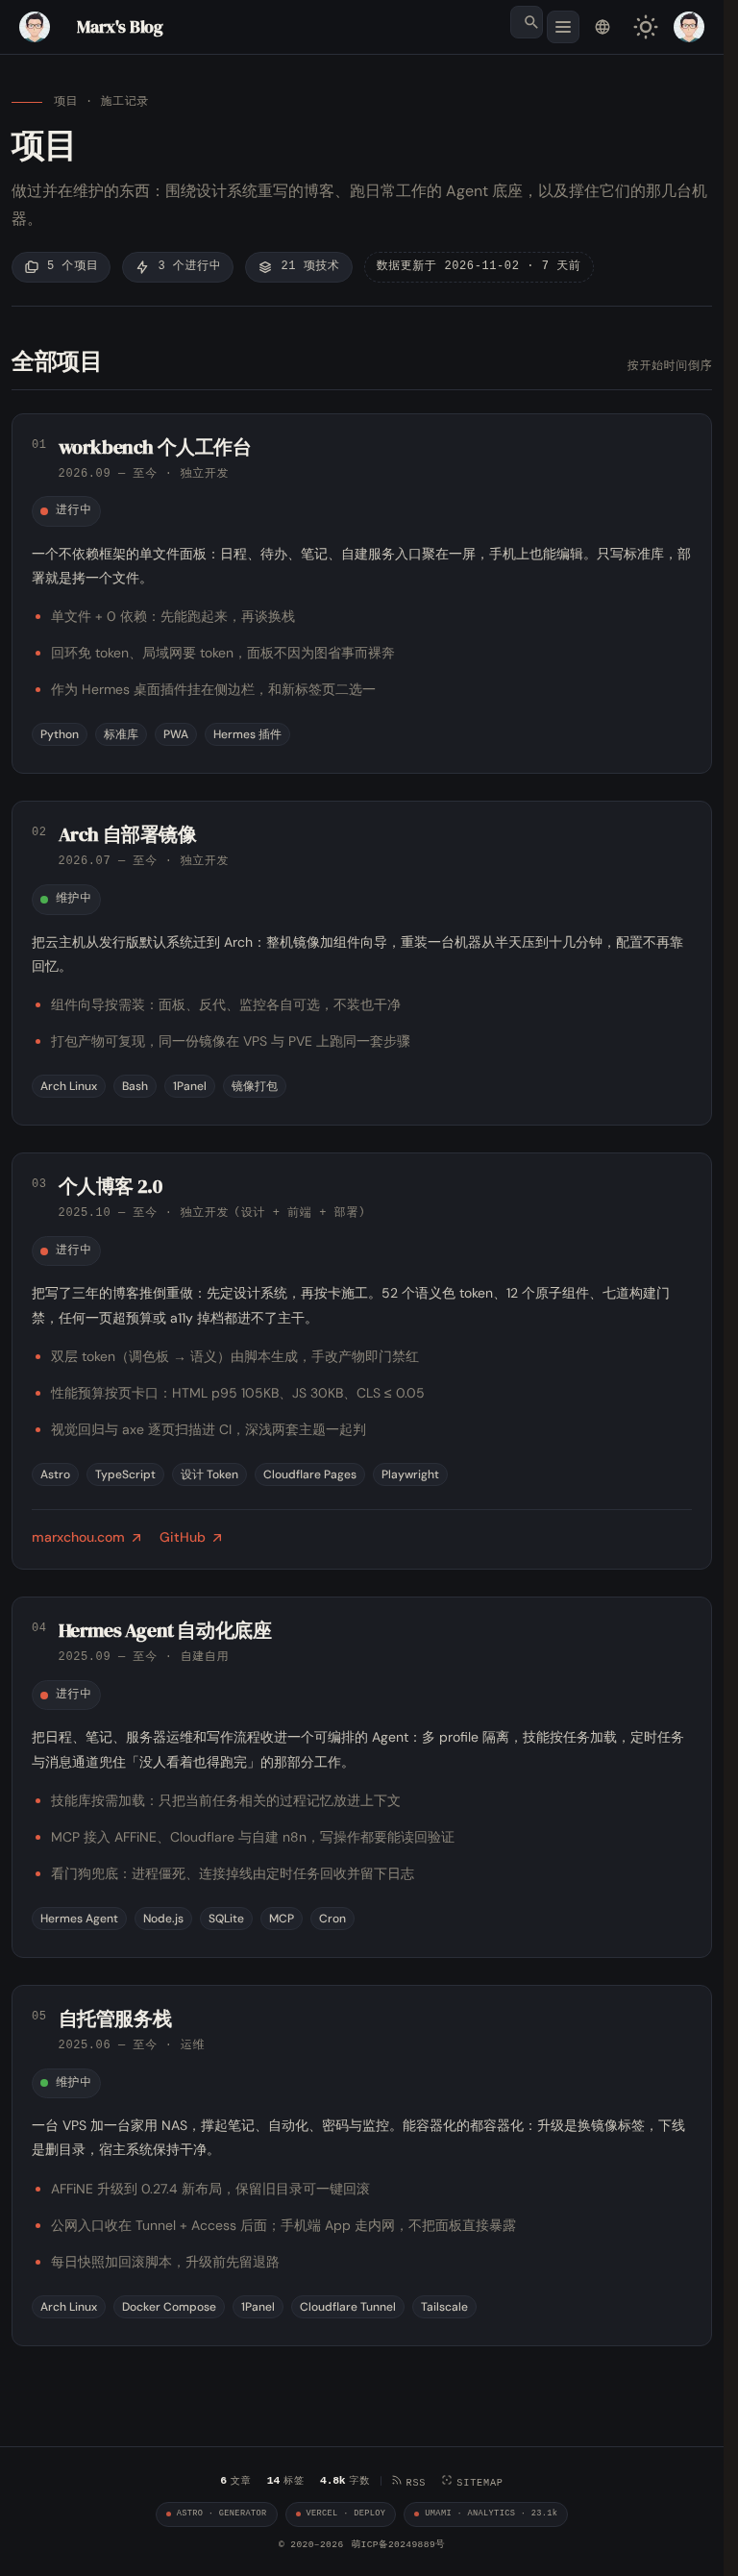 Marx's Blog
项目 · 施工记录
项目
做过并在维护的东西：围绕设计系统重写的博客、跑日常工作的 Agent 底座，以及撑住它们的那几台机
器。
5 个项目 3 个进行中 21 项技术 数据更新于 2026-11-02 · 7 天前
全部项目 按开始时间倒序
01 workbench 个人工作台
2026.09 — 至今 · 独立开发
进行中
一个不依赖框架的单文件面板：日程、待办、笔记、自建服务入口聚在一屏，手机上也能编辑。只写标准库，部
署就是拷一个文件。
单文件 + 0 依赖：先能跑起来，再谈换栈
回环免 token、局域网要 token，面板不因为图省事而裸奔
作为 Hermes 桌面插件挂在侧边栏，和新标签页二选一
Python 标准库 PWA Hermes 插件
02 Arch 自部署镜像
2026.07 — 至今 · 独立开发
维护中
把云主机从发行版默认系统迁到 Arch：整机镜像加组件向导，重装一台机器从半天压到十几分钟，配置不再靠
回忆。
组件向导按需装：面板、反代、监控各自可选，不装也干净
打包产物可复现，同一份镜像在 VPS 与 PVE 上跑同一套步骤
Arch Linux Bash 1Panel 镜像打包
03 个人博客 2.0
2025.10 — 至今 · 独立开发（设计 + 前端 + 部署）
进行中
把写了三年的博客推倒重做：先定设计系统，再按卡施工。52 个语义色 token、12 个原子组件、七道构建门
禁，任何一页超预算或 a11y 掉档都进不了主干。
双层 token（调色板 → 语义）由脚本生成，手改产物即门禁红
性能预算按页卡口：HTML p95 105KB、JS 30KB、CLS ≤ 0.05
视觉回归与 axe 逐页扫描进 CI，深浅两套主题一起判
Astro TypeScript 设计 Token Cloudflare Pages Playwright
marxchou.com ↗ GitHub ↗
04 Hermes Agent 自动化底座
2025.09 — 至今 · 自建自用
进行中
把日程、笔记、服务器运维和写作流程收进一个可编排的 Agent：多 profile 隔离，技能按任务加载，定时任务
与消息通道兜住「没人看着也得跑完」的那部分工作。
技能库按需加载：只把当前任务相关的过程记忆放进上下文
MCP 接入 AFFiNE、Cloudflare 与自建 n8n，写操作都要能读回验证
看门狗兜底：进程僵死、连接掉线由定时任务回收并留下日志
Hermes Agent Node.js SQLite MCP Cron
05 自托管服务栈
2025.06 — 至今 · 运维
维护中
一台 VPS 加一台家用 NAS，撑起笔记、自动化、密码与监控。能容器化的都容器化：升级是换镜像标签，下线
是删目录，宿主系统保持干净。
AFFiNE 升级到 0.27.4 新布局，保留旧目录可一键回滚
公网入口收在 Tunnel + Access 后面；手机端 App 走内网，不把面板直接暴露
每日快照加回滚脚本，升级前先留退路
Arch Linux Docker Compose 1Panel Cloudflare Tunnel Tailscale
6 文章 14 标签 4.8k 字数 RSS SITEMAP
ASTRO · GENERATOR VERCEL · DEPLOY UMAMI · ANALYTICS · 23.1k
© 2020–2026 萌ICP备20249889号